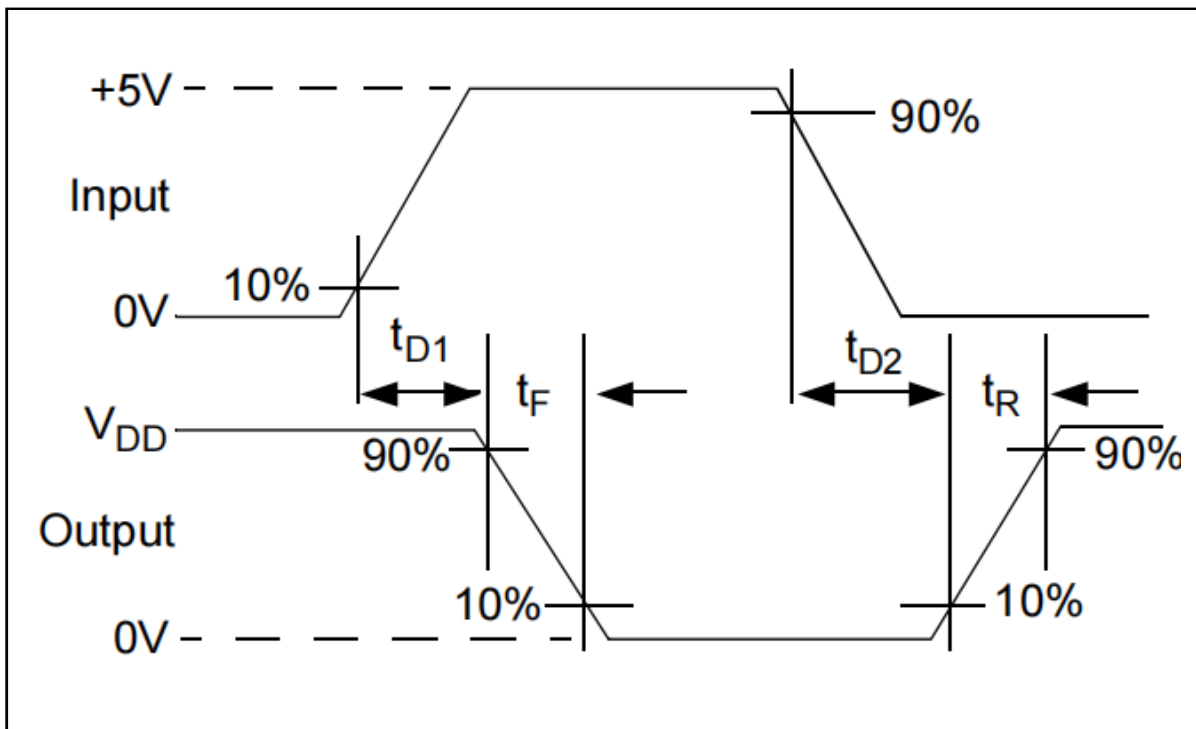 +5V
90%
Input
10%
0V
tD1
tD2
tF
tR
VDD
90%
90%
Output
10%
10%
0V